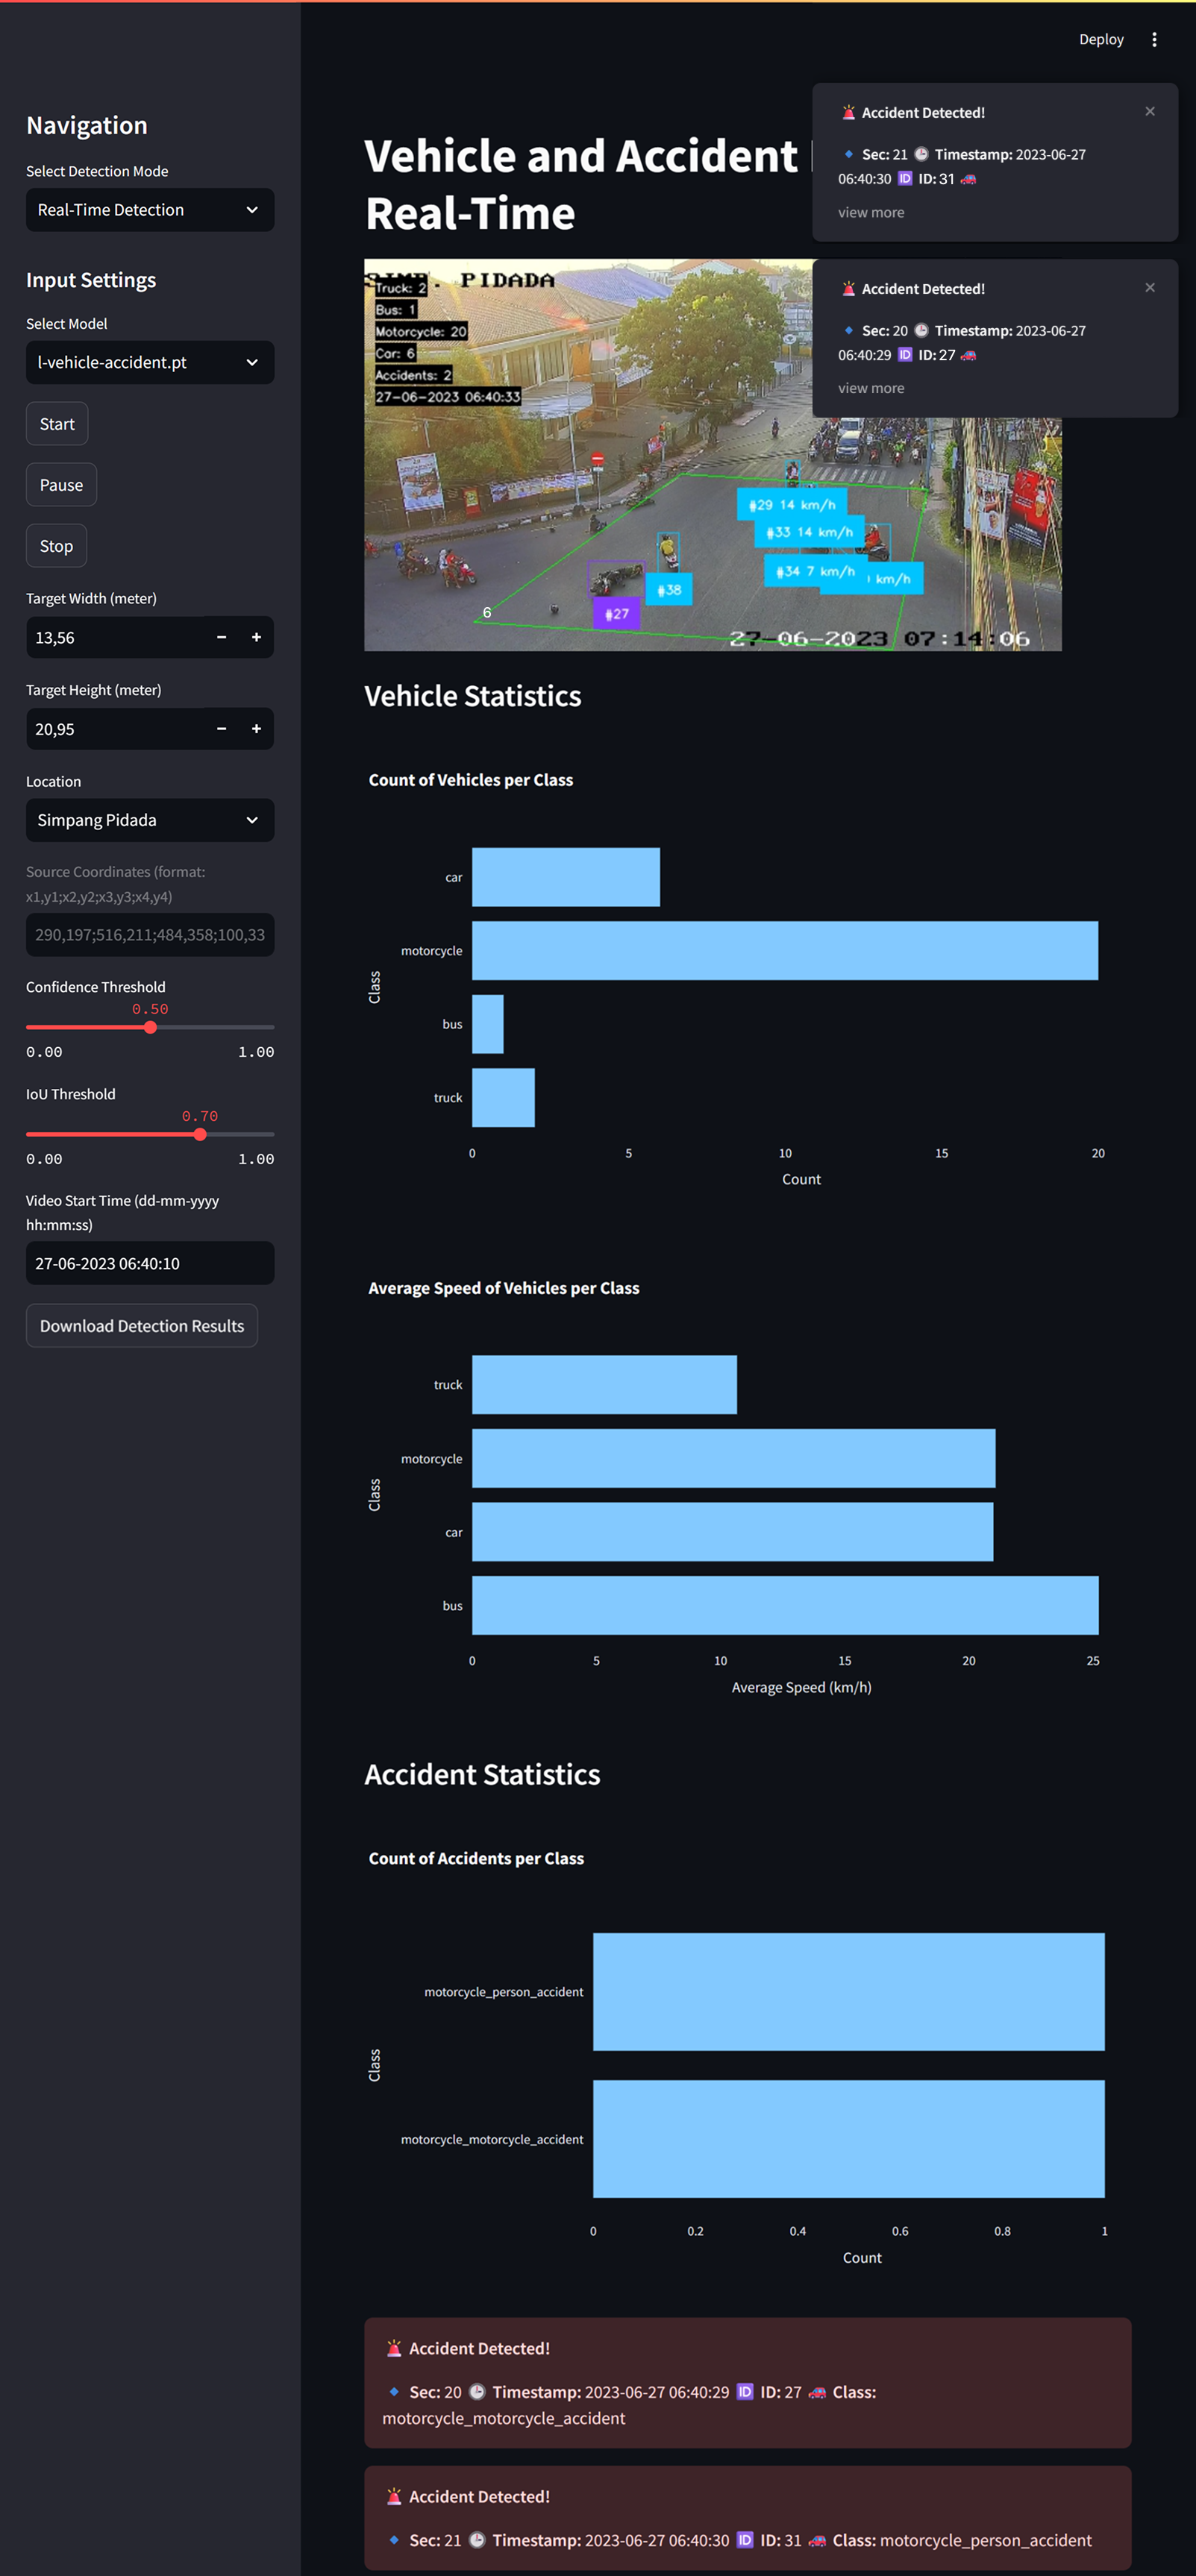 Deploy
Navigation
Select Detection Mode
Real-Time Detection
Input Settings
Select Model
l-vehicle-accident.pt
Start
Pause
Stop
Target Width (meter)
13,56
Target Height (meter)
20,95
Location
Simpang Pidada
Source Coordinates (format:
x1,y1;x2,y2;x3,y3;x4,y4)
290,197;516,211;484,358;100,33
Confidence Threshold
0.50
0.00 1.00
IoU Threshold
0.70
0.00 1.00
Video Start Time (dd-mm-yyyy
hh:mm:ss)
27-06-2023 06:40:10
Download Detection Results
Vehicle and Accident
Real-Time
🚨 Accident Detected!
🔹 Sec: 21 🕒 Timestamp: 2023-06-27
06:40:30 🆔 ID: 31 🚗
view more
🚨 Accident Detected!
🔹 Sec: 20 🕒 Timestamp: 2023-06-27
06:40:29 🆔 ID: 27 🚗
view more
PIDADA
Truck: 2
Bus: 1
Motorcycle: 20
Car: 6
Accidents: 2
27-06-2023 06:40:33
#29 14 km/h
#33 14 km/h
#34 7 km/h
km/h
#38
#27
6
27-06-2023 07:14:06
Vehicle Statistics
Count of Vehicles per Class
Class
car
motorcycle
bus
truck
0 5 10 15 20
Count
Average Speed of Vehicles per Class
Class
truck
motorcycle
car
bus
0 5 10 15 20 25
Average Speed (km/h)
Accident Statistics
Count of Accidents per Class
Class
motorcycle_person_accident
motorcycle_motorcycle_accident
0 0.2 0.4 0.6 0.8 1
Count
🚨 Accident Detected!
🔹 Sec: 20 🕒 Timestamp: 2023-06-27 06:40:29 🆔 ID: 27 🚗 Class:
motorcycle_motorcycle_accident
🚨 Accident Detected!
🔹 Sec: 21 🕒 Timestamp: 2023-06-27 06:40:30 🆔 ID: 31 🚗 Class: motorcycle_person_accident